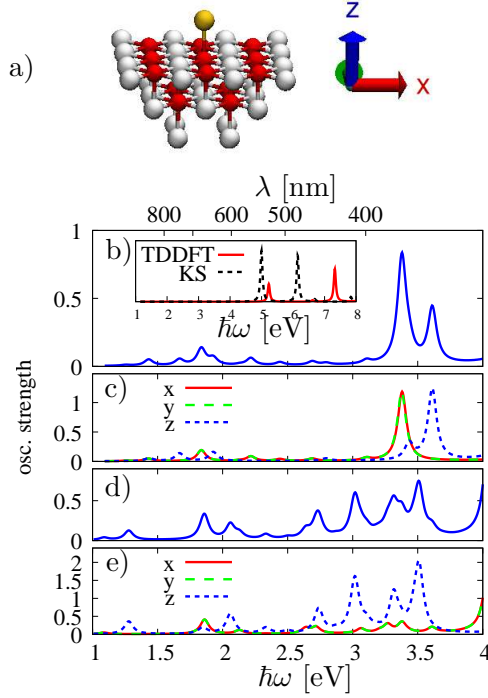 z
a)
x
λ [nm]
800 600 500 400
b)
TDDFT
KS
1 2 3 4 5 6 7 8
ħω [eV]
1
0.5
0
c)
x
y
z
1
0.5
0
osc. strength
d)
0.5
0
e)
x
y
z
2
1.5
1
0.5
0
1 1.5 2 2.5 3 3.5 4
ħω [eV]